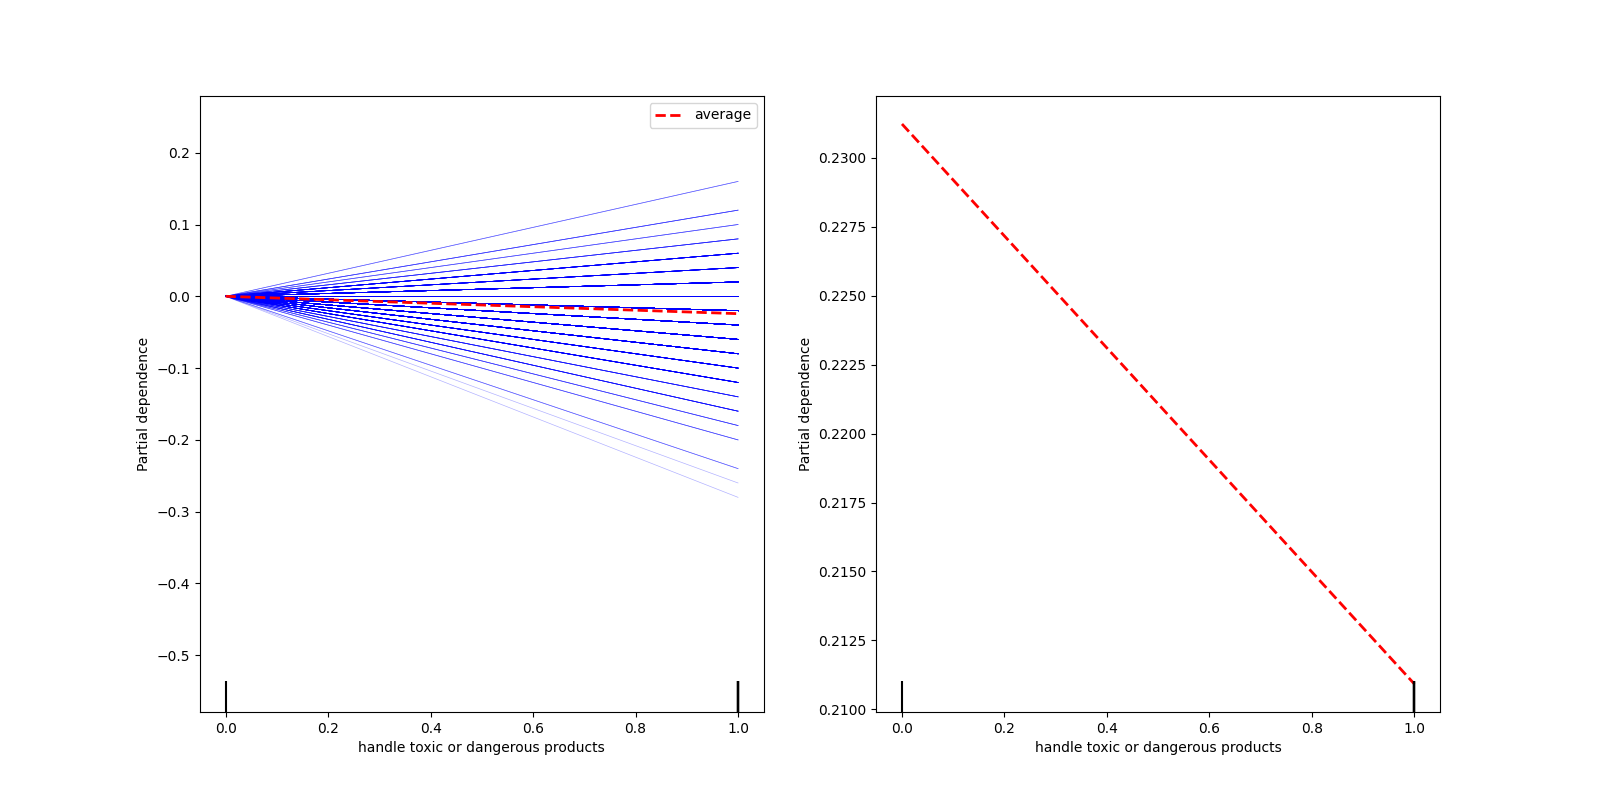 average
0.2
0.1
0.0
−0.1
−0.2
−0.3
−0.4
−0.5
Partial dependence
0.0 0.2 0.4 0.6 0.8 1.0
handle toxic or dangerous products
0.2300
0.2275
0.2250
0.2225
0.2200
0.2175
0.2150
0.2125
0.2100
Partial dependence
0.0 0.2 0.4 0.6 0.8 1.0
handle toxic or dangerous products